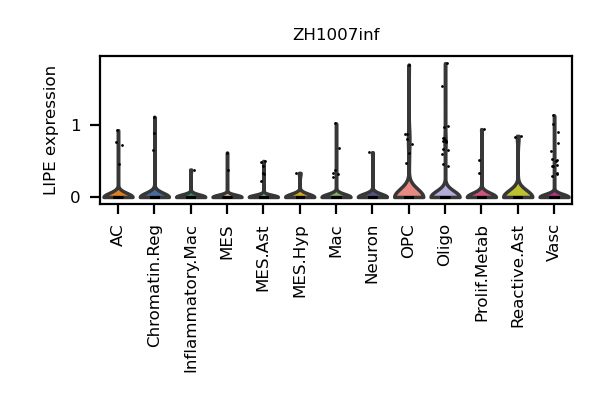 ZH1007inf
LIPE expression
1
0
AC
Chromatin.Reg
Inflammatory.Mac
MES
MES.Ast
MES.Hyp
Mac
Neuron
OPC
Oligo
Prolif.Metab
Reactive.Ast
Vasc